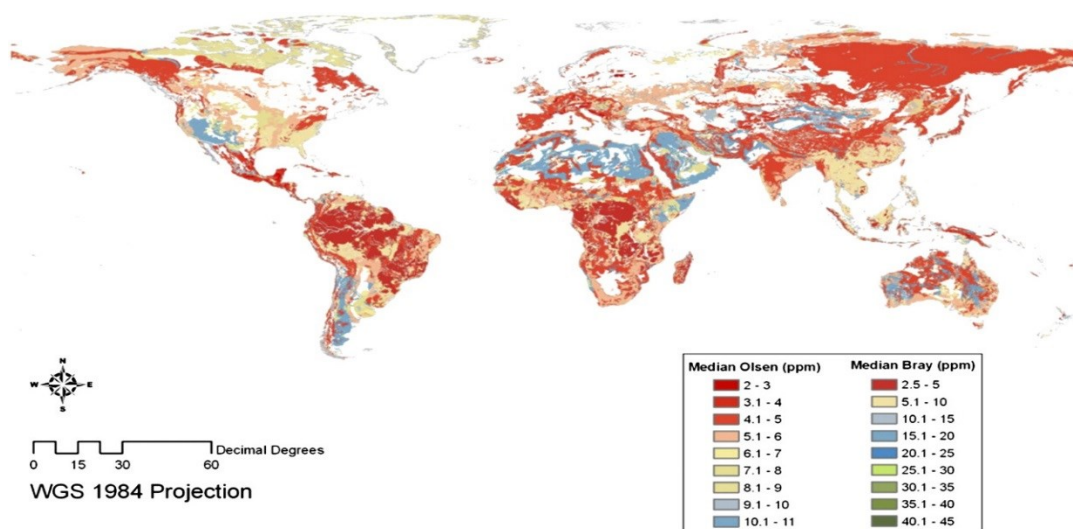 N
W E
S
0 15 30 60 Decimal Degrees
WGS 1984 Projection
Median Olsen (ppm) Median Bray (ppm)
2 - 3 2.5 - 5
3.1 - 4 5.1 - 10
4.1 - 5 10.1 - 15
5.1 - 6 15.1 - 20
6.1 - 7 20.1 - 25
7.1 - 8 25.1 - 30
8.1 - 9 30.1 - 35
9.1 - 10 35.1 - 40
10.1 - 11 40.1 - 45